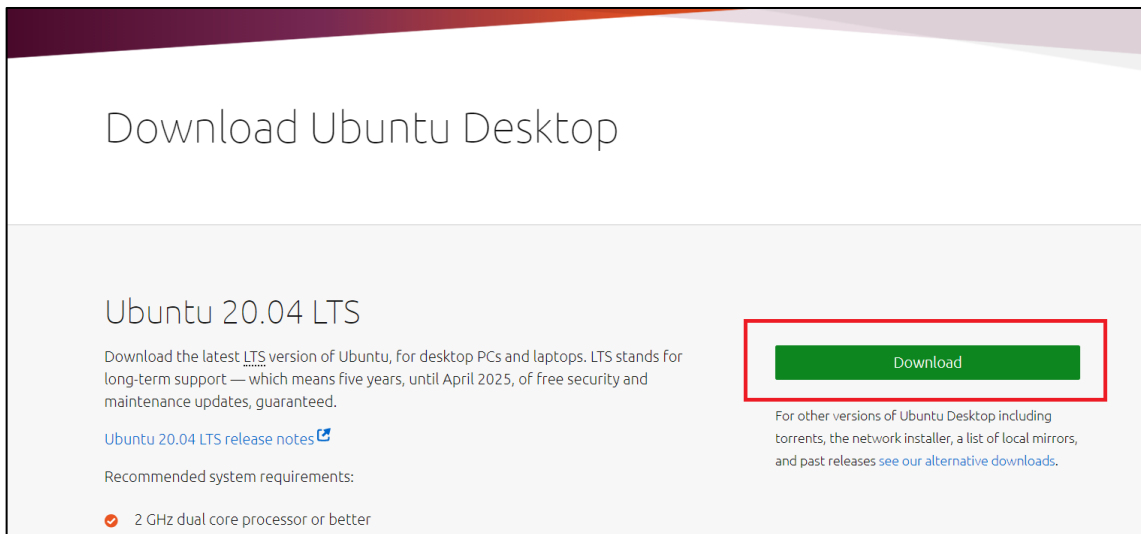 Download Ubuntu Desktop
Ubuntu 20.04 LTS
Download the latest LTS version of Ubuntu, for desktop PCs and laptops. LTS stands for
long-term support — which means five years, until April 2025, of free security and
maintenance updates, guaranteed.
Ubuntu 20.04 LTS release notes
Recommended system requirements:
2 GHz dual core processor or better
Download
For other versions of Ubuntu Desktop including
torrents, the network installer, a list of local mirrors,
and past releases see our alternative downloads.